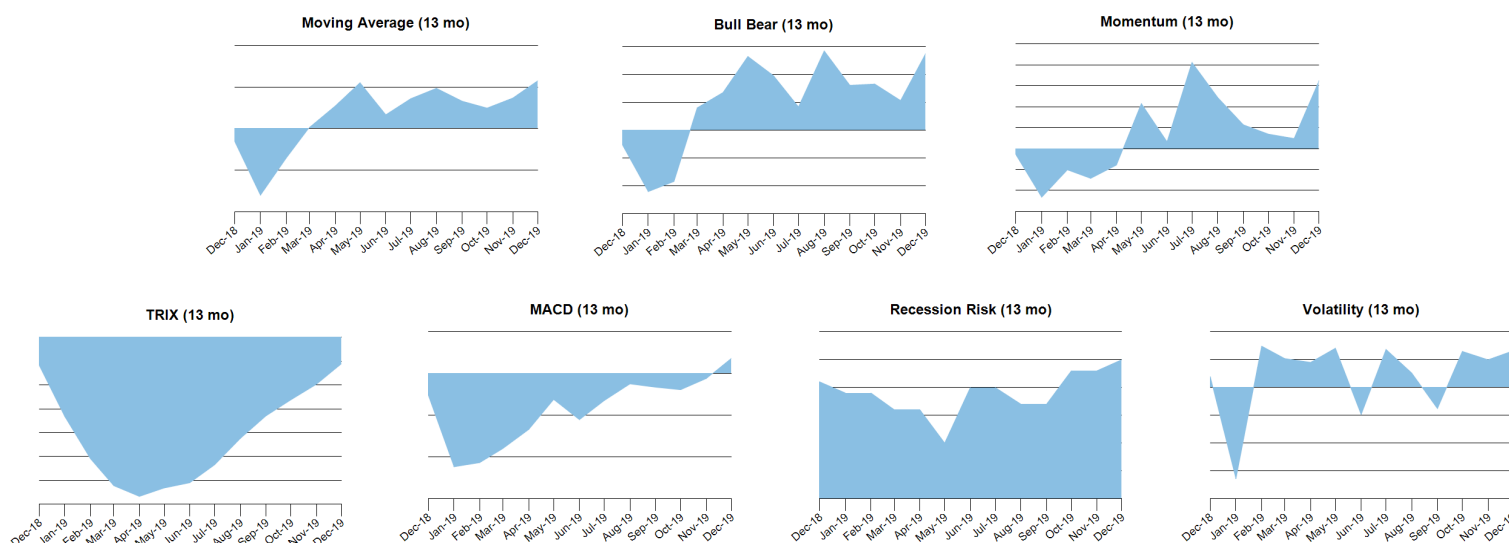 Moving Average (13 mo)
Dec-18 Jan-19 Feb-19 Mar-19 Apr-19 May-19 Jun-19 Jul-19 Aug-19 Sep-19 Oct-19 Nov-19 Dec-19
Bull Bear (13 mo)
Dec-18 Jan-19 Feb-19 Mar-19 Apr-19 May-19 Jun-19 Jul-19 Aug-19 Sep-19 Oct-19 Nov-19 Dec-19
Momentum (13 mo)
Dec-18 Jan-19 Feb-19 Mar-19 Apr-19 May-19 Jun-19 Jul-19 Aug-19 Sep-19 Oct-19 Nov-19 Dec-19
TRIX (13 mo)
Dec-18 Jan-19 Feb-19 Mar-19 Apr-19 May-19 Jun-19 Jul-19 Aug-19 Sep-19 Oct-19 Nov-19 Dec-19
MACD (13 mo)
Dec-18 Jan-19 Feb-19 Mar-19 Apr-19 May-19 Jun-19 Jul-19 Aug-19 Sep-19 Oct-19 Nov-19 Dec-19
Recession Risk (13 mo)
Dec-18 Jan-19 Feb-19 Mar-19 Apr-19 May-19 Jun-19 Jul-19 Aug-19 Sep-19 Oct-19 Nov-19 Dec-19
Volatility (13 mo)
Dec-18 Jan-19 Feb-19 Mar-19 Apr-19 May-19 Jun-19 Jul-19 Aug-19 Sep-19 Oct-19 Nov-19 Dec-19